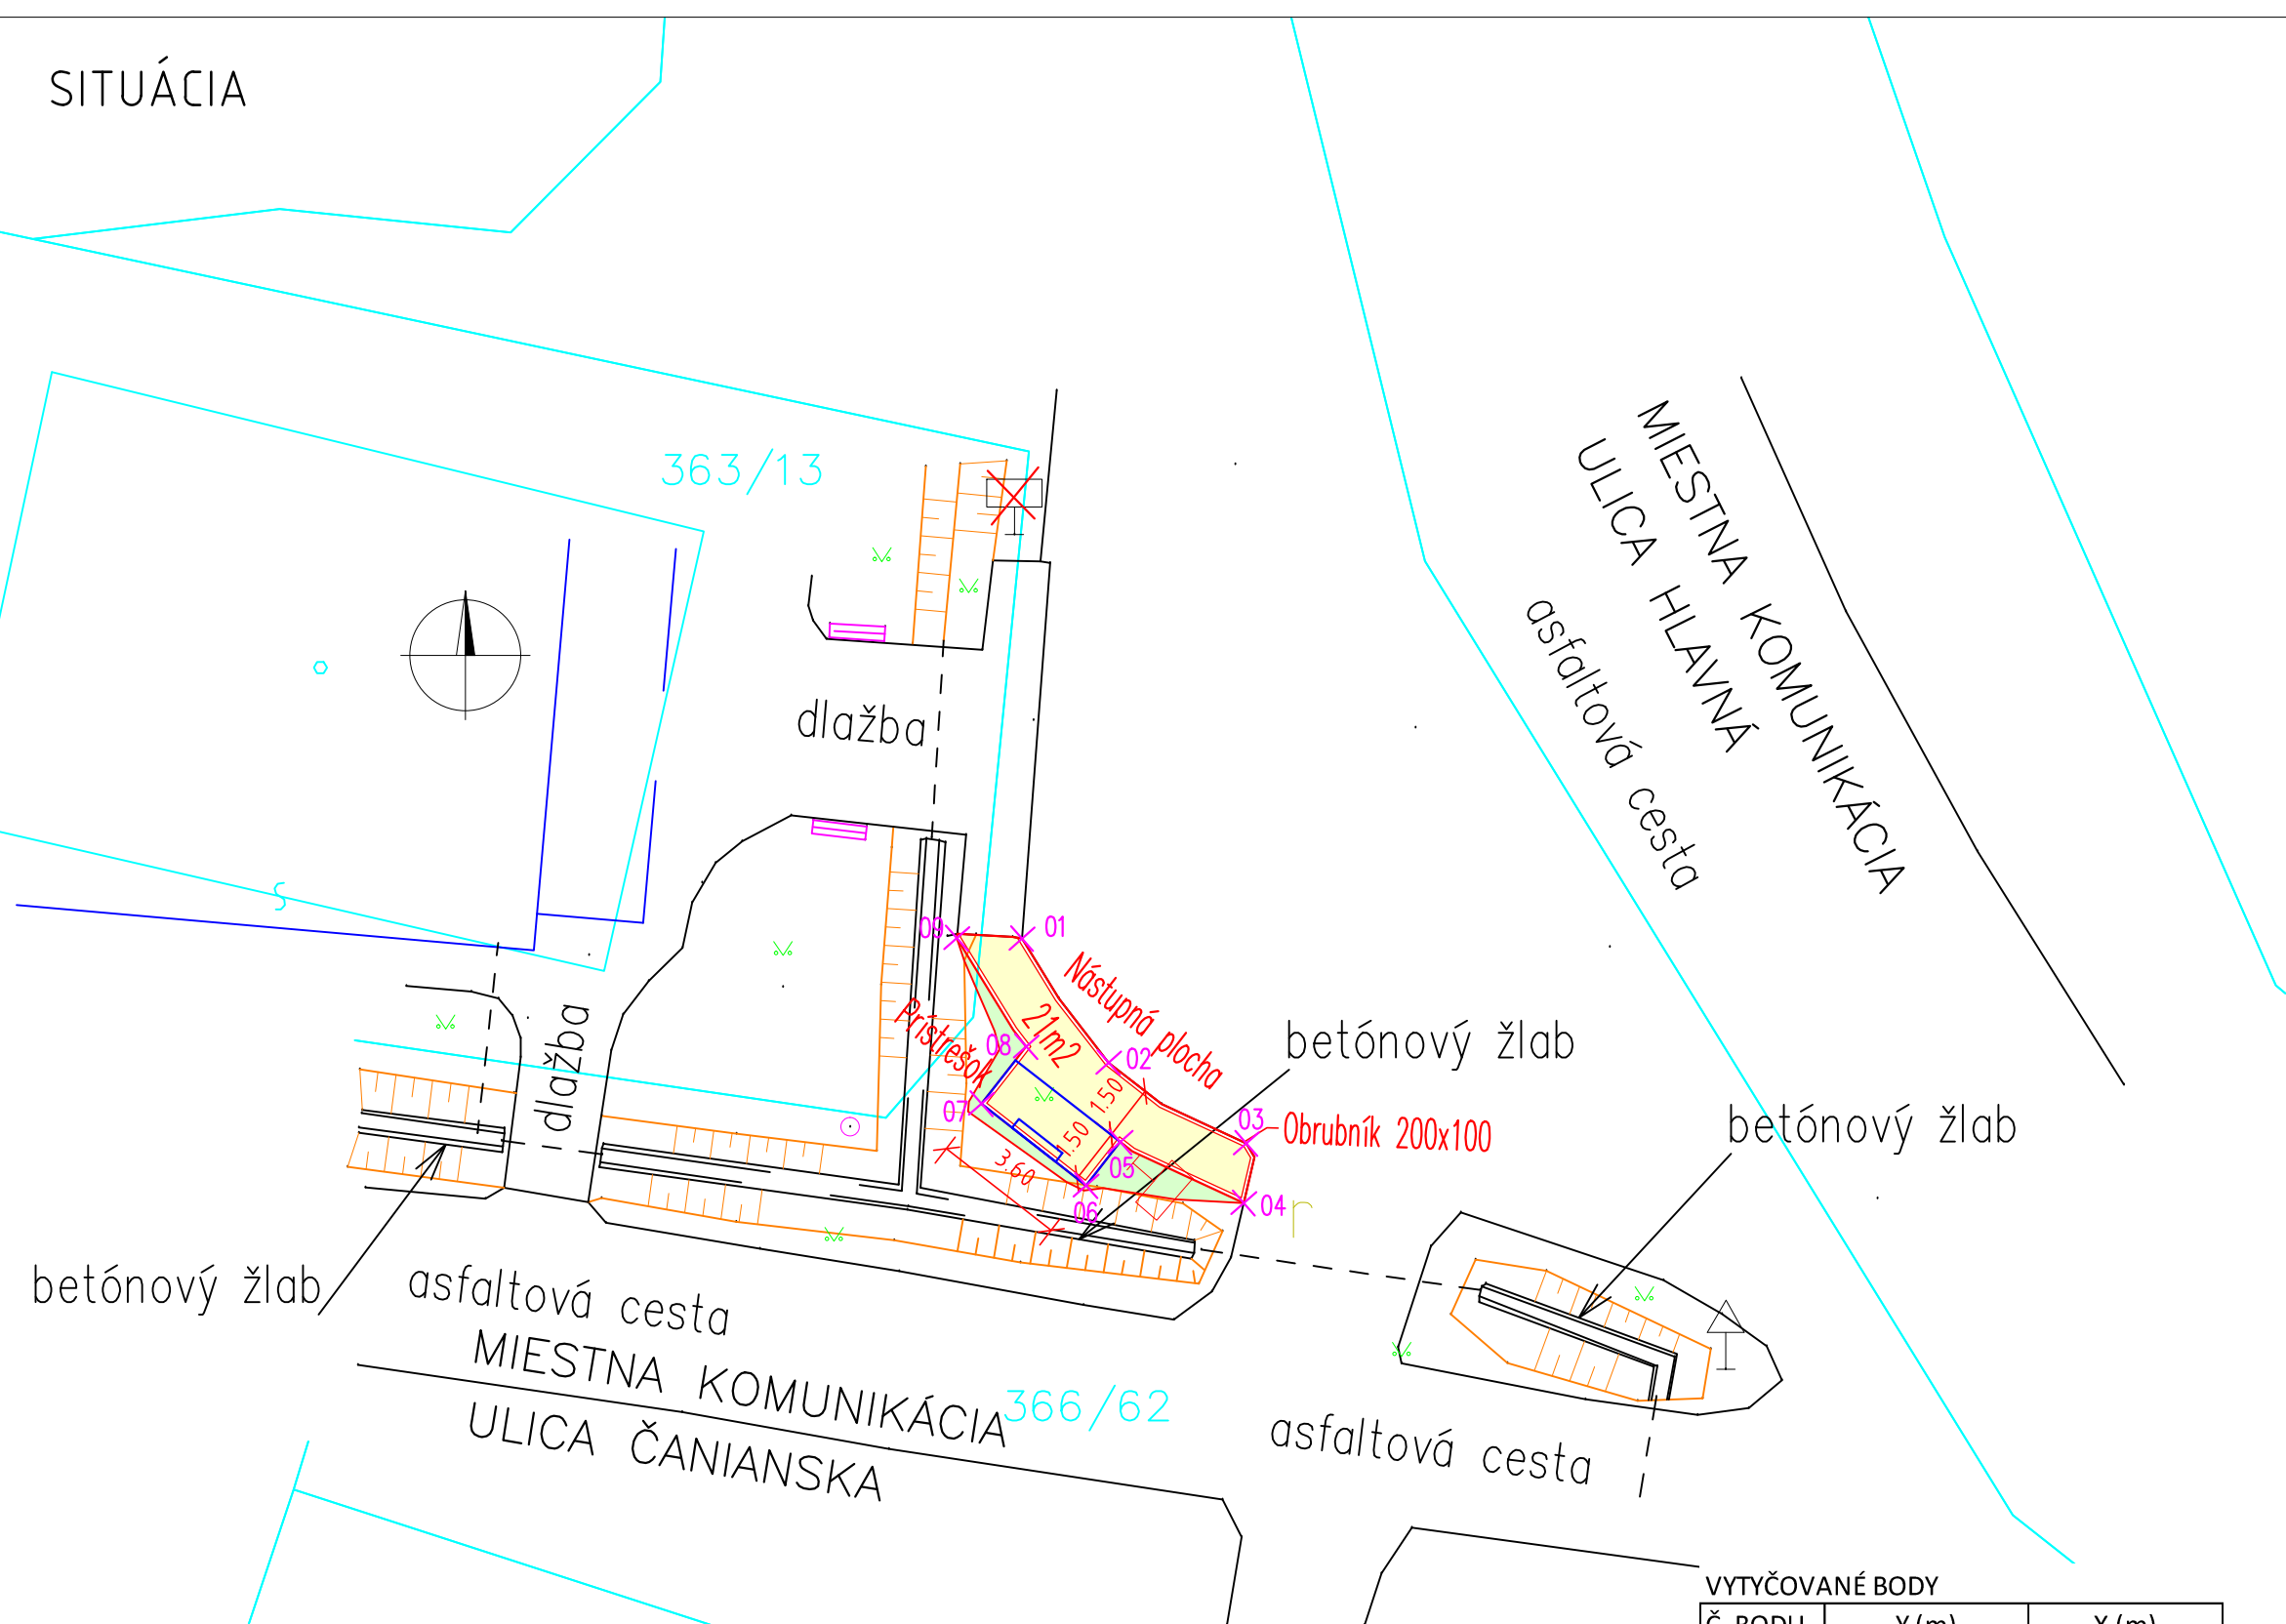 SITUÁCIA
363/13
MIESTNA KOMUNIKÁCIA
ULICA HLAVNÁ
asfaltová cesta
dlažba
09
01
Nástupná plocha
Prístrešok
21m2
08
02
betónový žlab
dlažba
07
1.50
1.50
03
Obrubník 200x100
betónový žlab
3.60
05
06
04
r
betónový žlab
asfaltová cesta
MIESTNA KOMUNIKÁCIA
366/62
ULICA ČANIANSKA
asfaltová cesta
VYTYČOVANÉ BODY
Č. BODU